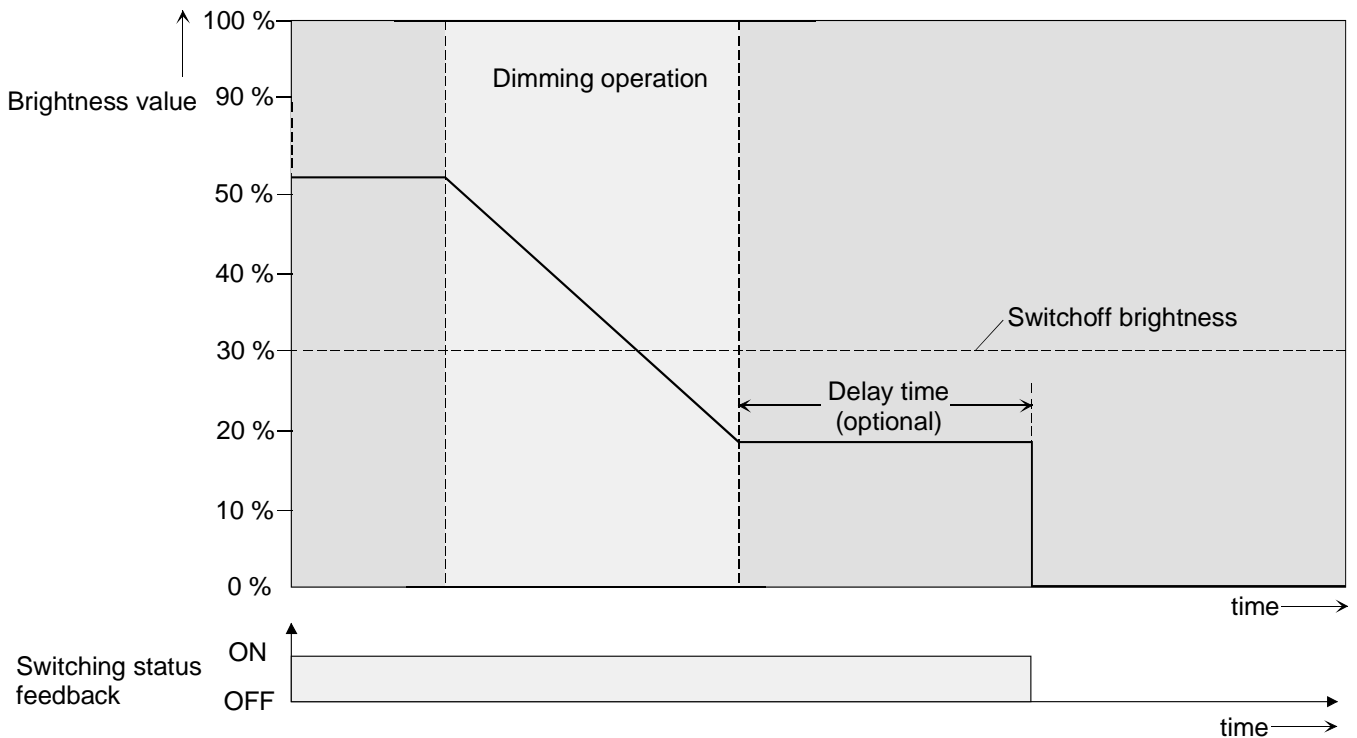 100 %
Dimming operation
Brightness value
90 %
50 %
40 %
Switchoff brightness
30 %
Delay time
(optional)
20 %
10 %
0 %
time
ON
Switching status
feedback
OFF
time